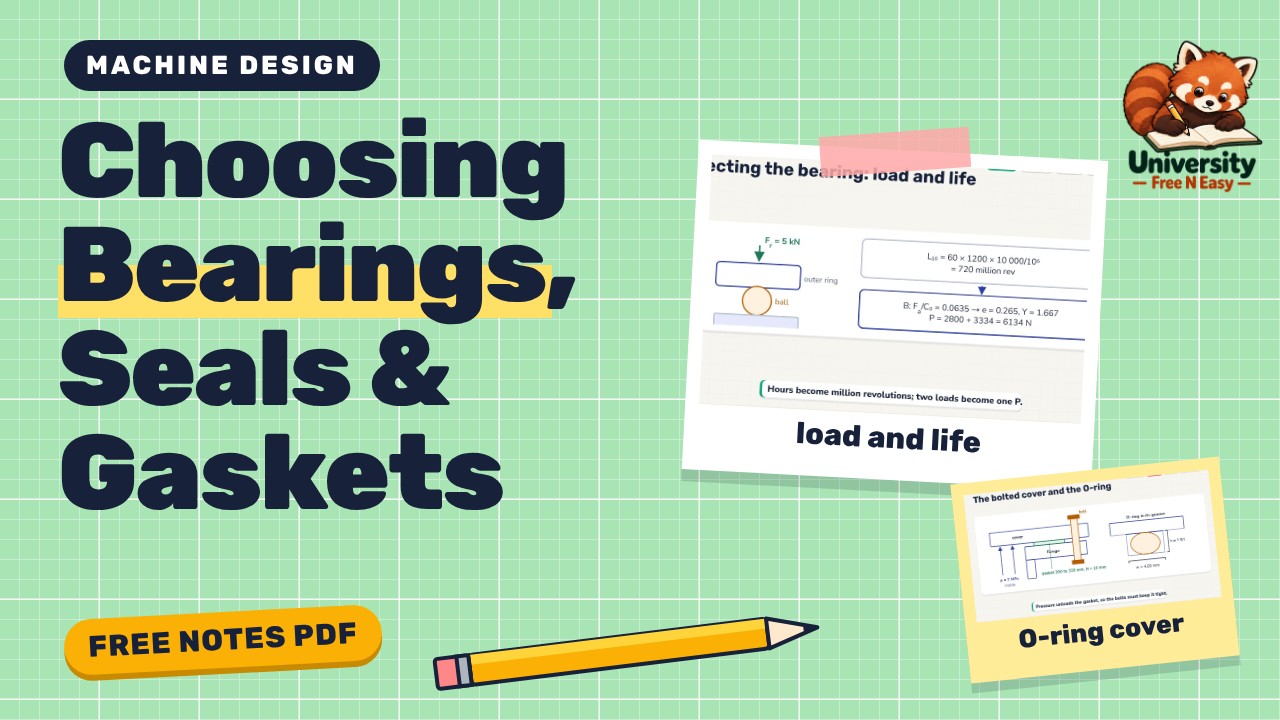 MACHINE DESIGN
Choosing
Bearings,
Seals &
Gaskets
FREE NOTES PDF
University
Free N Easy
ecting the bearing: load and life
Fr = 5 kN
outer ring
ball
L₁₀ = 60 × 1200 × 10 000/10⁶
= 720 million rev
B: Fa/C₀ = 0.0635 → e = 0.265, Y = 1.667
P = 2800 + 3334 = 6134 N
Hours become million revolutions; two loads become one P.
load and life
The bolted cover and the O-ring
cover
flange
Pressure unloads the gasket, so the bolts must keep it tight.
O-ring cover